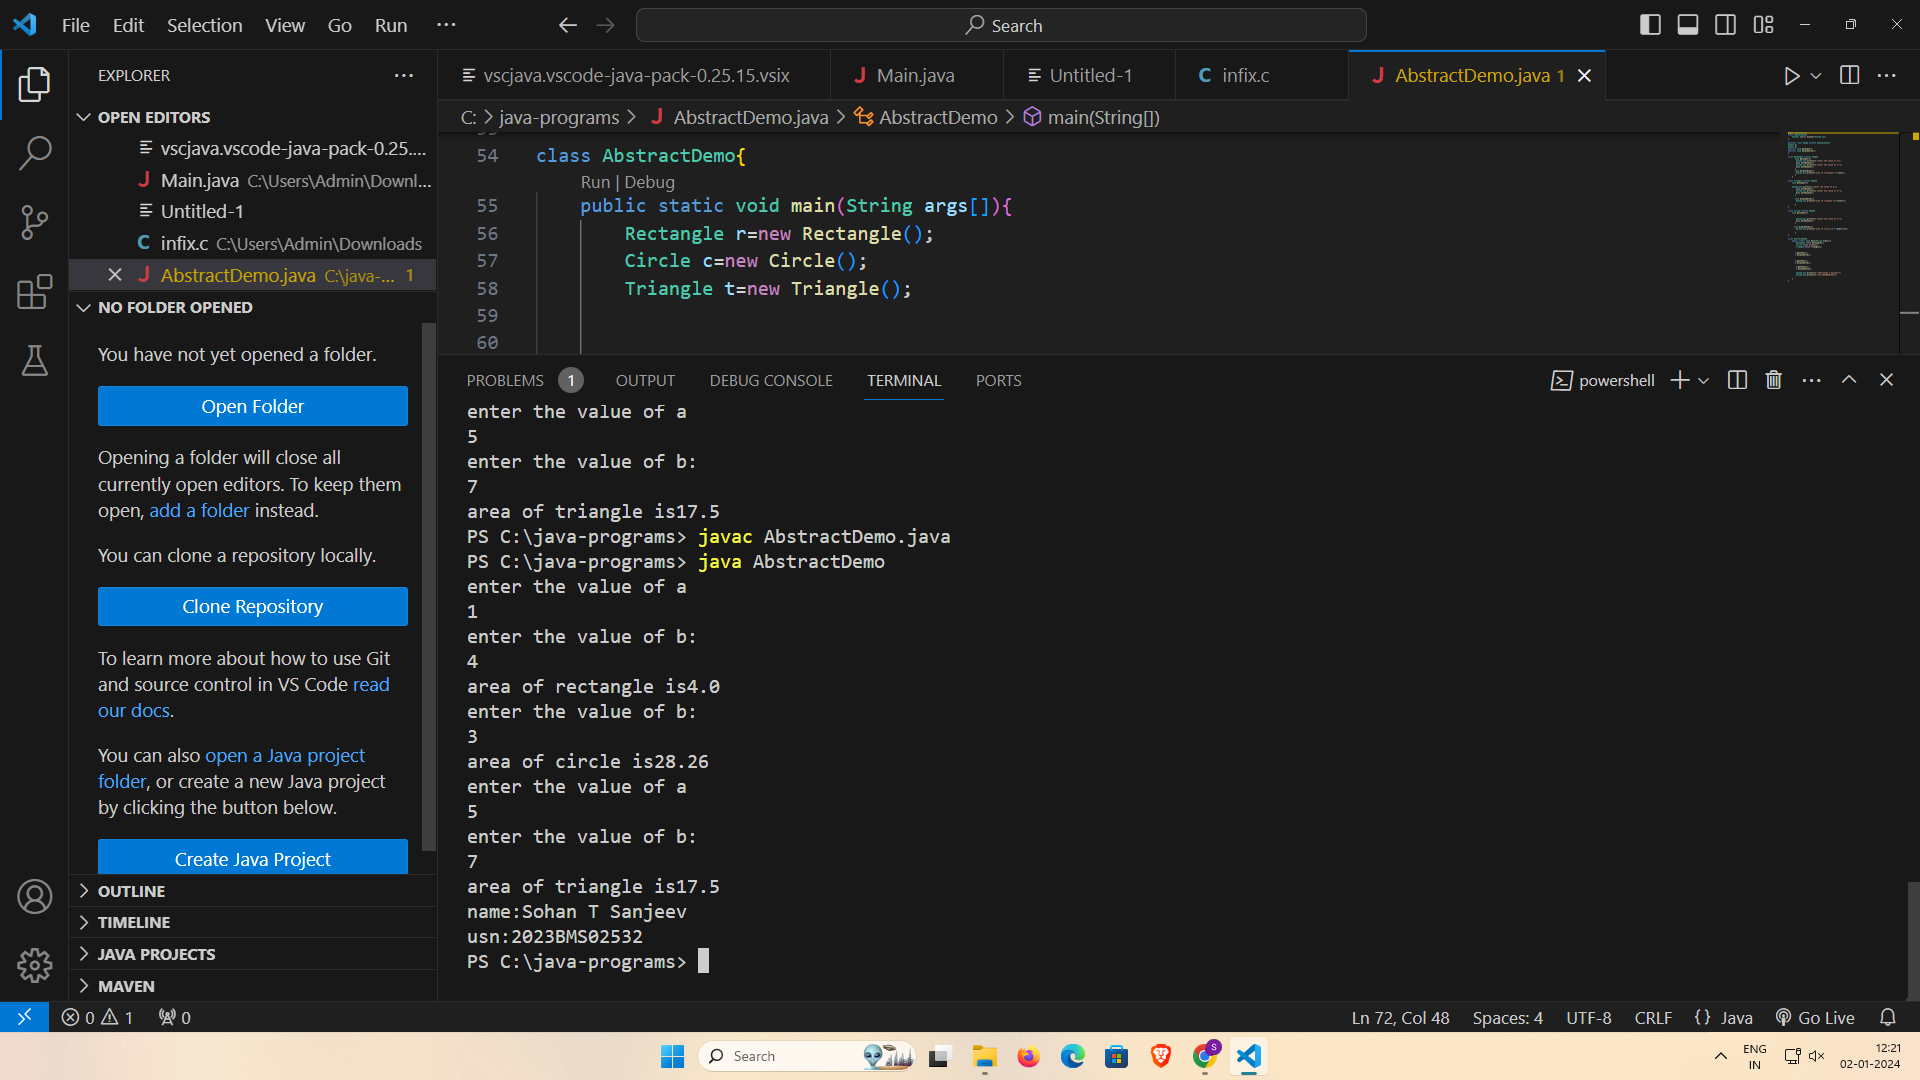 File Edit Selection View Go Run ...
Search
EXPLORER
OPEN EDITORS
vscjava.vscode-java-pack-0.25....
Main.java C:\Users\Admin\Downl...
Untitled-1
infix.c C:\Users\Admin\Downloads
AbstractDemo.java C:\java-... 1
NO FOLDER OPENED
You have not yet opened a folder.
Open Folder
Opening a folder will close all
currently open editors. To keep them
open, add a folder instead.
You can clone a repository locally.
Clone Repository
To learn more about how to use Git
and source control in VS Code read
our docs.
You can also open a Java project
folder, or create a new Java project
by clicking the button below.
Create Java Project
OUTLINE
TIMELINE
JAVA PROJECTS
MAVEN
vscjava.vscode-java-pack-0.25.15.vsix Main.java Untitled-1 infix.c AbstractDemo.java 1
C: > java-programs > AbstractDemo.java > AbstractDemo > main(String[])
54 class AbstractDemo{
Run | Debug
55 public static void main(String args[]){
56 Rectangle r=new Rectangle();
57 Circle c=new Circle();
58 Triangle t=new Triangle();
59
60
PROBLEMS 1 OUTPUT DEBUG CONSOLE TERMINAL PORTS
powershell
enter the value of a
5
enter the value of b:
7
area of triangle is17.5
PS C:\java-programs> javac AbstractDemo.java
PS C:\java-programs> java AbstractDemo
enter the value of a
1
enter the value of b:
4
area of rectangle is4.0
enter the value of b:
3
area of circle is28.26
enter the value of a
5
enter the value of b:
7
area of triangle is17.5
name:Sohan T Sanjeev
usn:2023BMS02532
PS C:\java-programs>
0 1 0
Ln 72, Col 48 Spaces: 4 UTF-8 CRLF {} Java Go Live
Search
S
ENG
IN
12:21
02-01-2024